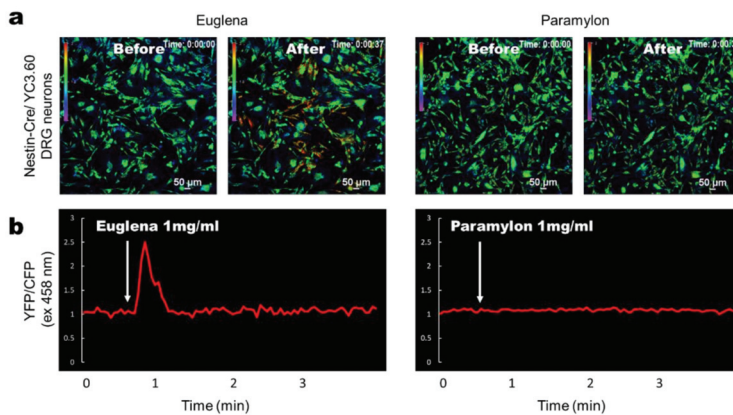 Euglena
Paramylon
a
Nestin-Cre/ YC3.60
DRG neurons
Before
Time: 0:00:00
After
Time: 0:00:37
50 µm
50 µm
Before
Time: 0:00:00
After
Time: 0:00:3
50 µm
50 µm
b
YFP/CFP
(ex 458 nm)
Euglena 1mg/ml
3
2.5
2
1.5
1
0.5
0
0
1
2
3
Time (min)
Paramylon 1mg/ml
3
2.5
2
1.5
1
0.5
0
0
1
2
3
Time (min)